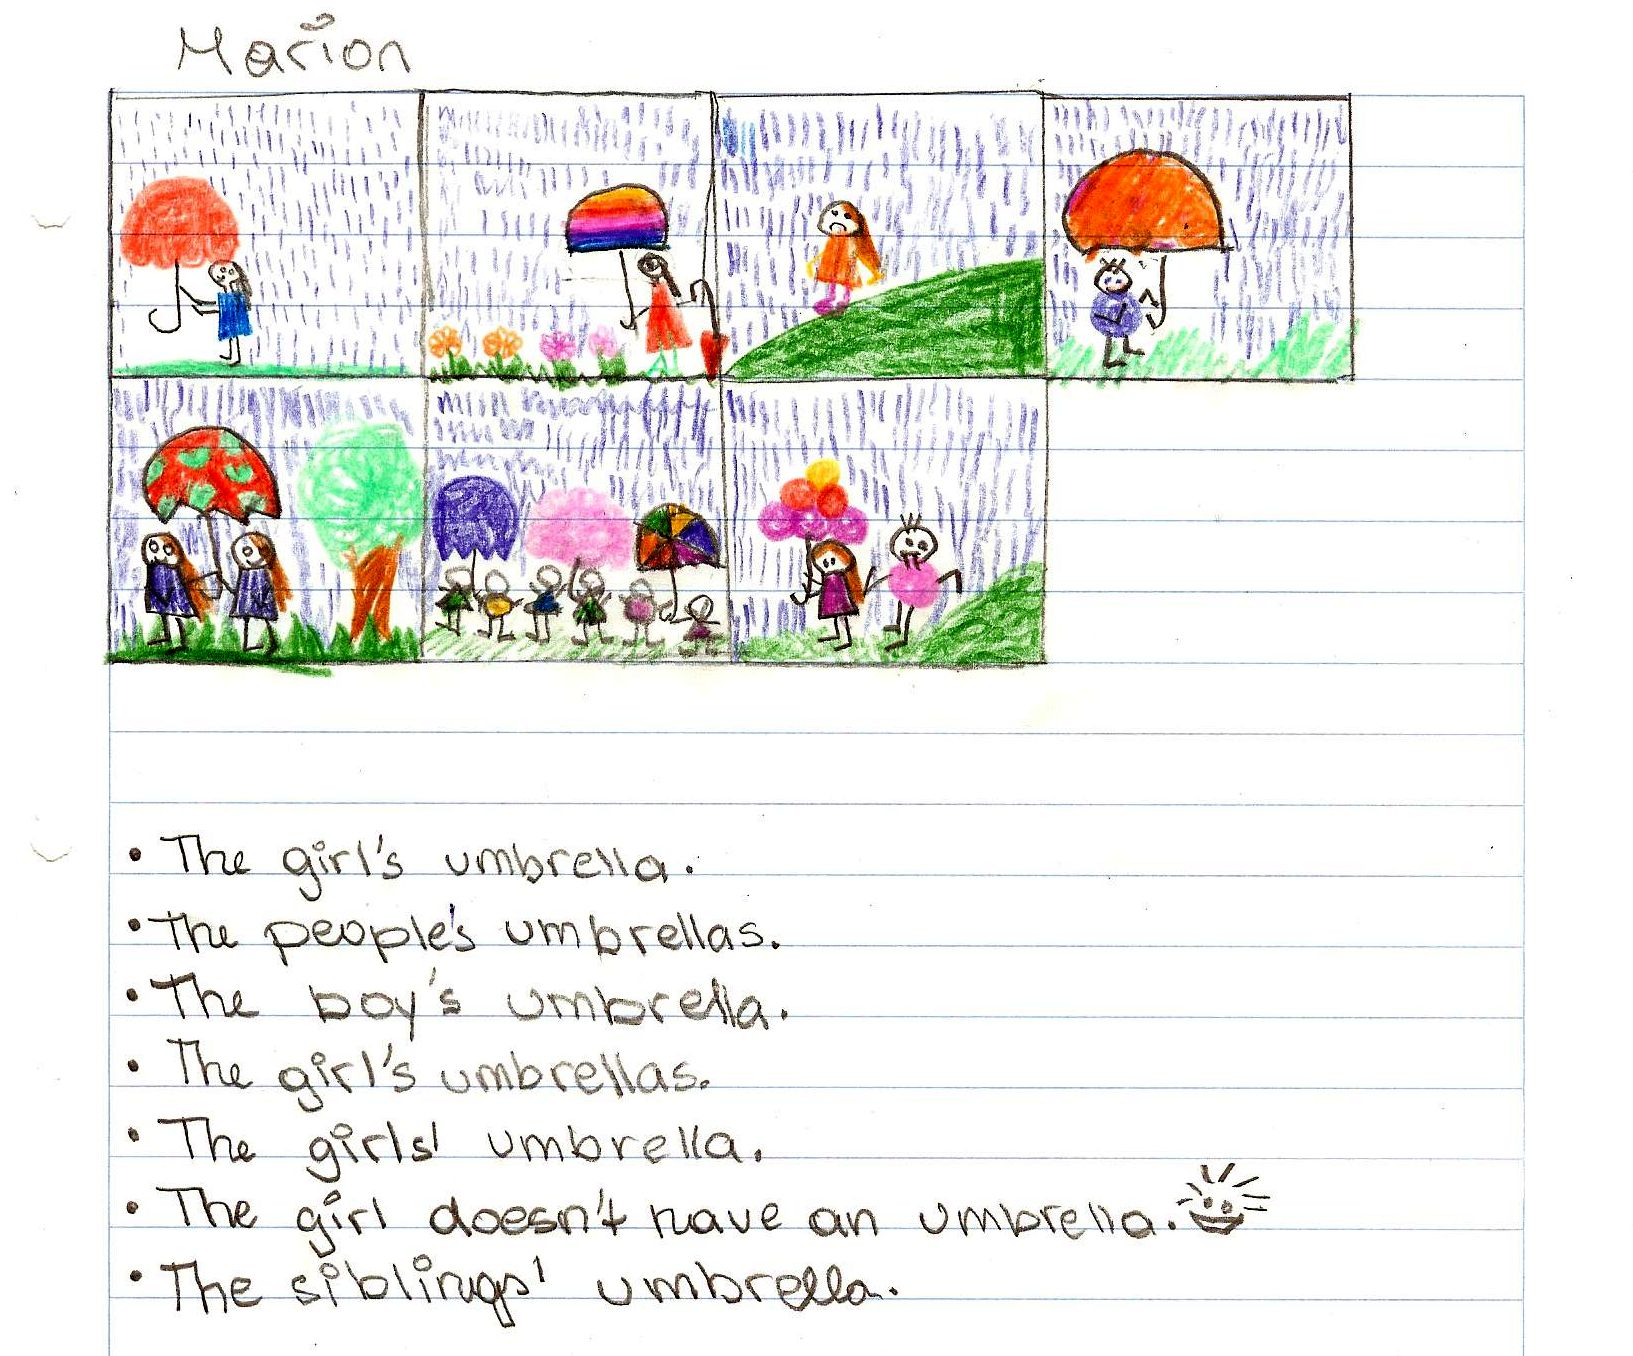 Marion
• The girl's umbrella.
• The people's umbrellas.
• The boy's umbrella.
• The girl's umbrellas.
• The girls' umbrella.
• The girl doesn't have an umbrella.
• The siblings' umbrella.